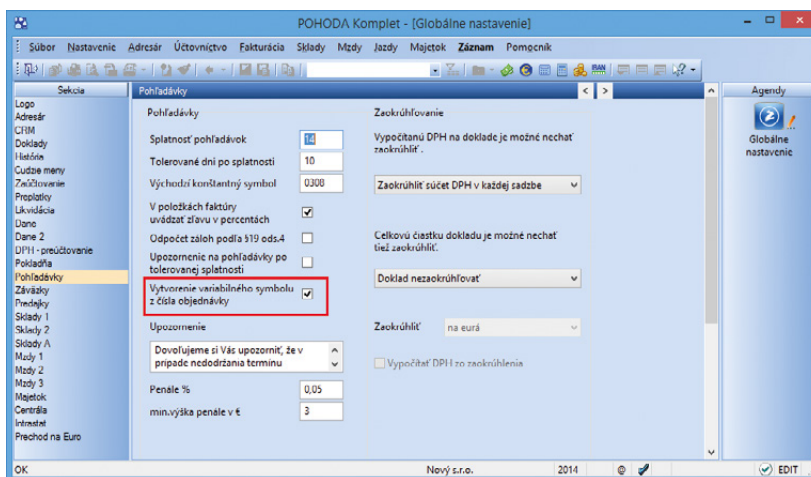 POHODA Komplet - [Globálne nastavenie]
Súbor Nastavenie Adresár Účtovníctvo Fakturácia Sklady Mzdy Jazdy Majetok Záznam Pomocník
Sekcia
Logo
Adresár
CRM
Doklady
História
Cudzie meny
Zaúčtovanie
Preplatky
Likvidácia
Dane
Dane 2
DPH - preúčtovanie
Pokladňa
Pohľadávky
Záväzky
Predajky
Sklady 1
Sklady 2
Sklady A
Mzdy 1
Mzdy 2
Mzdy 3
Majetok
Centrála
Intrastat
Prechod na Euro
Pohľadávky
Pohľadávky
Splatnosť pohľadávok 14
Tolerované dni po splatnosti 10
Východzí konštantný symbol 0308
V položkách faktúry
uvádzať zľavu v percentách
Odpočet záloh podľa §19 ods.4
Upozornenie na pohľadávky po
tolerovanej splatnosti
Vytvorenie variabilného symbolu
z čísla objednávky
Upozornenie
Dovoľujeme si Vás upozorniť, že v
prípade nedodržania termínu
Penále % 0,05
min.výška penále v € 3
Zaokrúhľovanie
Vypočítanú DPH na doklade je možné nechať
zaokrúhliť .
Zaokrúhliť súčet DPH v každej sadzbe
Celkovú čiastku dokladu je možné nechať
tiež zaokrúhliť.
Doklad nezaokrúhľovať
Zaokrúhliť na eurá
Vypočítať DPH zo zaokrúhlenia
Agendy
Globálne
nastavenie
OK Nový s.r.o. 2014 @ EDIT